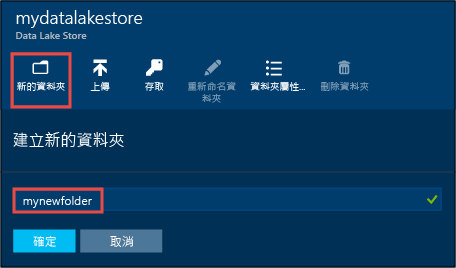 mydatalakestore
Data Lake Store
新的資料夾 上傳 存取 重新命名資料夾 資料夾屬性... 刪除資料夾
建立新的資料夾
mynewfolder
確定 取消